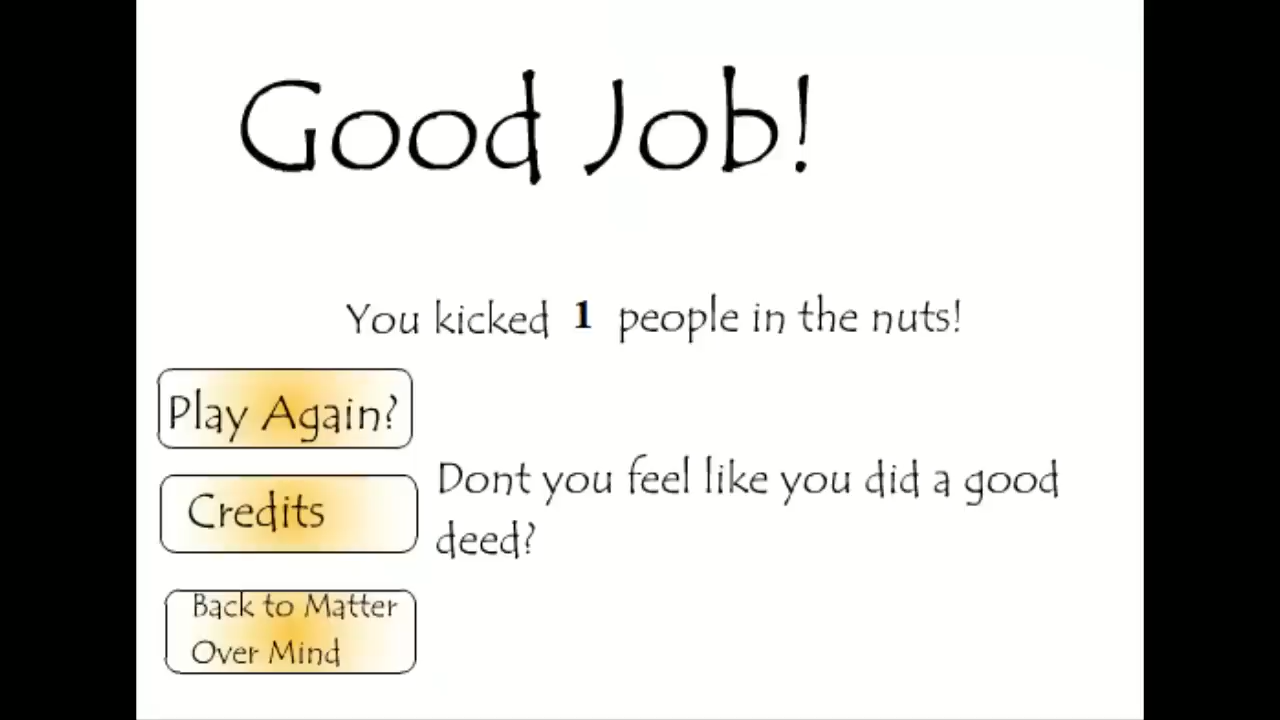 Good Job!
You kicked 1 people in the nuts!
Play Again?
Credits
Dont you feel like you did a good
deed?
Back to Matter
Over Mind